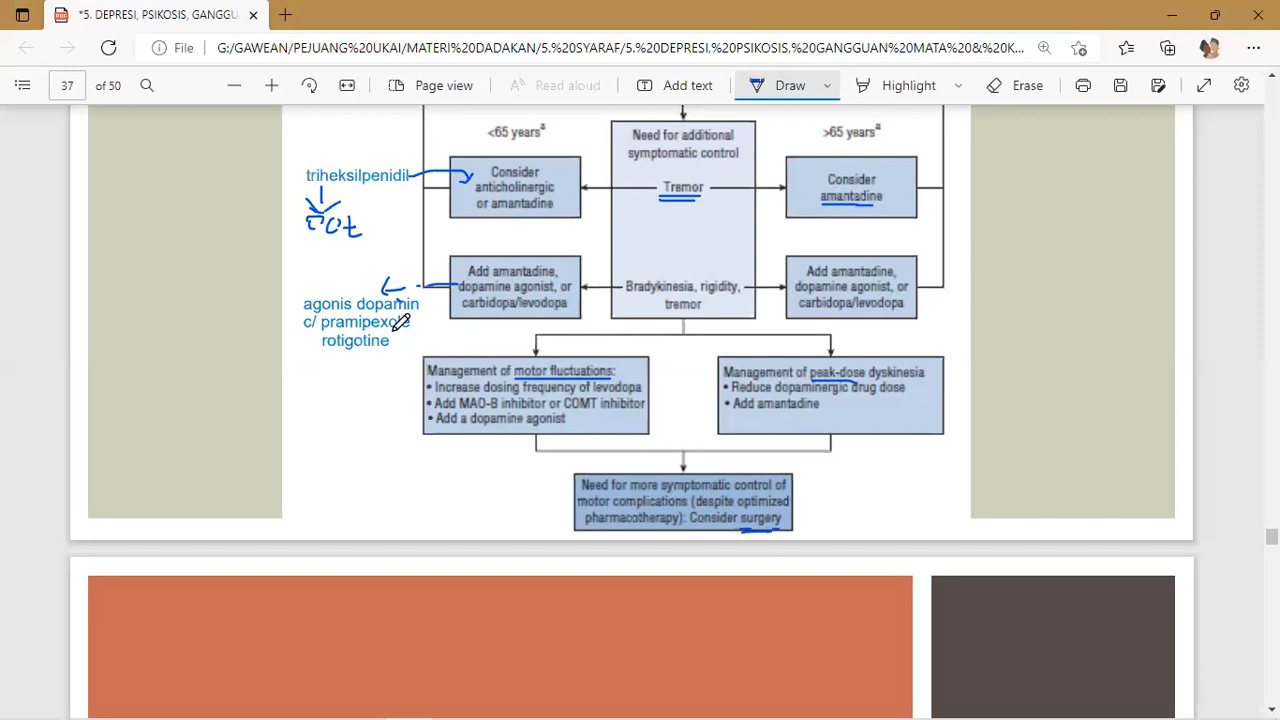 *5. DEPRESI, PSIKOSIS, GANGGU
File
G:/GAWEAN/PEJUANG%20UKAI/MATERI%20DADAKAN/5.%20SYARAF/5.%20DEPRESI,%20PSIKOSIS,%20GANGGUAN%20MATA%20&%20K...
37 of 50
Page view
Read aloud
Add text
Draw
Highlight
Erase
<65 yearsᵃ
Need for additional
symptomatic control
>65 yearsᵃ
triheksilpenidil
Consider
anticholinergic
or amantadine
Tremor
Consider
amantadine
Add amantadine,
dopamine agonist, or
carbidopa/levodopa
Bradykinesia, rigidity,
tremor
Add amantadine,
dopamine agonist, or
carbidopa/levodopa
agonis dopamin
c/ pramipexole
rotigotine
Management of motor fluctuations:
• Increase dosing frequency of levodopa
• Add MAO-B inhibitor or COMT inhibitor
• Add a dopamine agonist
Management of peak-dose dyskinesia
• Reduce dopaminergic drug dose
• Add amantadine
Need for more symptomatic control of
motor complications (despite optimized
pharmacotherapy): Consider surgery